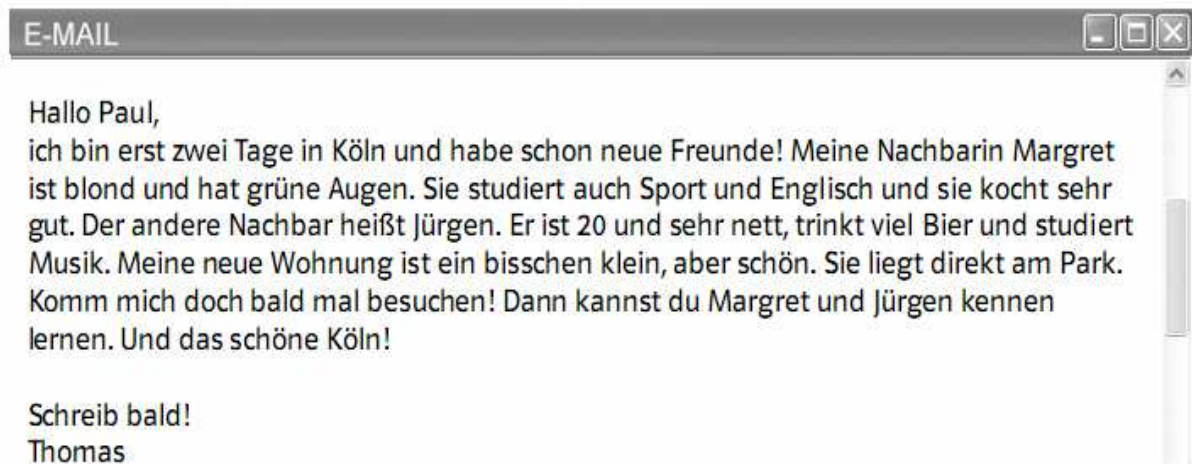 E-MAIL
Hallo Paul,
ich bin erst zwei Tage in Köln und habe schon neue Freunde! Meine Nachbarin Margret
ist blond und hat grüne Augen. Sie studiert auch Sport und Englisch und sie kocht sehr
gut. Der andere Nachbar heißt Jürgen. Er ist 20 und sehr nett, trinkt viel Bier und studiert
Musik. Meine neue Wohnung ist ein bisschen klein, aber schön. Sie liegt direkt am Park.
Komm mich doch bald mal besuchen! Dann kannst du Margret und Jürgen kennen
lernen. Und das schöne Köln!
Schreib bald!
Thomas